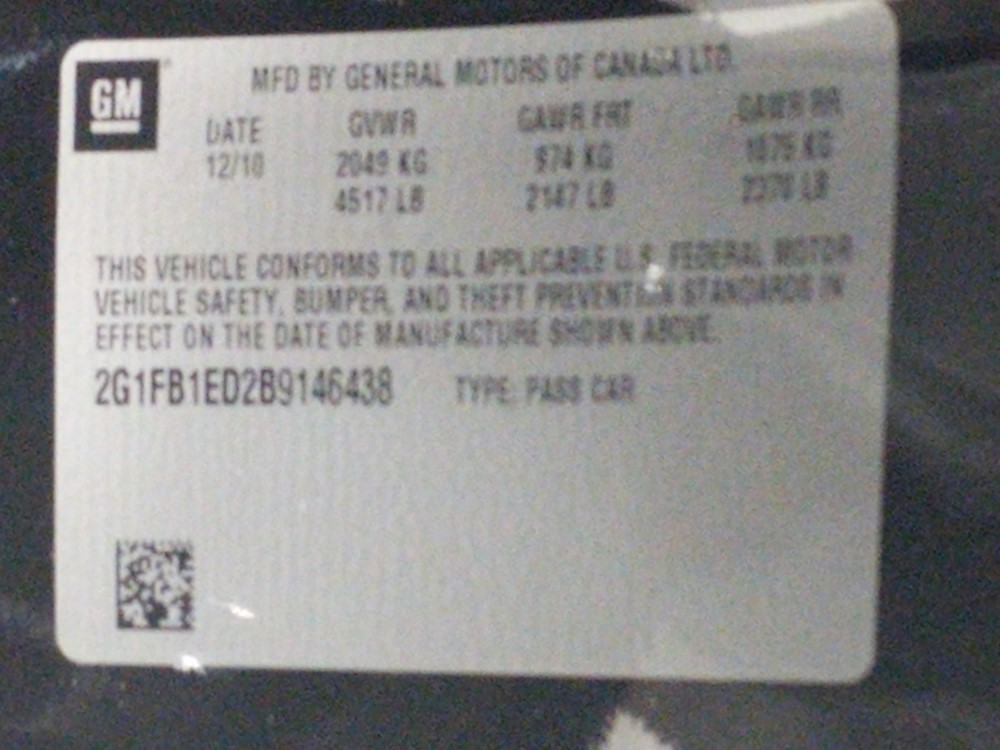 GM
MFD BY GENERAL MOTORS OF CANADA LTD.
DATE GVWR GAWR FRT GAWR RR
12/10 2049 KG 974 KG 1075 KG
4517 LB 2147 LB 2370 LB
THIS VEHICLE CONFORMS TO ALL APPLICABLE U.S. FEDERAL MOTOR
VEHICLE SAFETY, BUMPER, AND THEFT PREVENTION STANDARDS IN
EFFECT ON THE DATE OF MANUFACTURE SHOWN ABOVE.
2G1FB1ED2B9146438 TYPE: PASS CAR